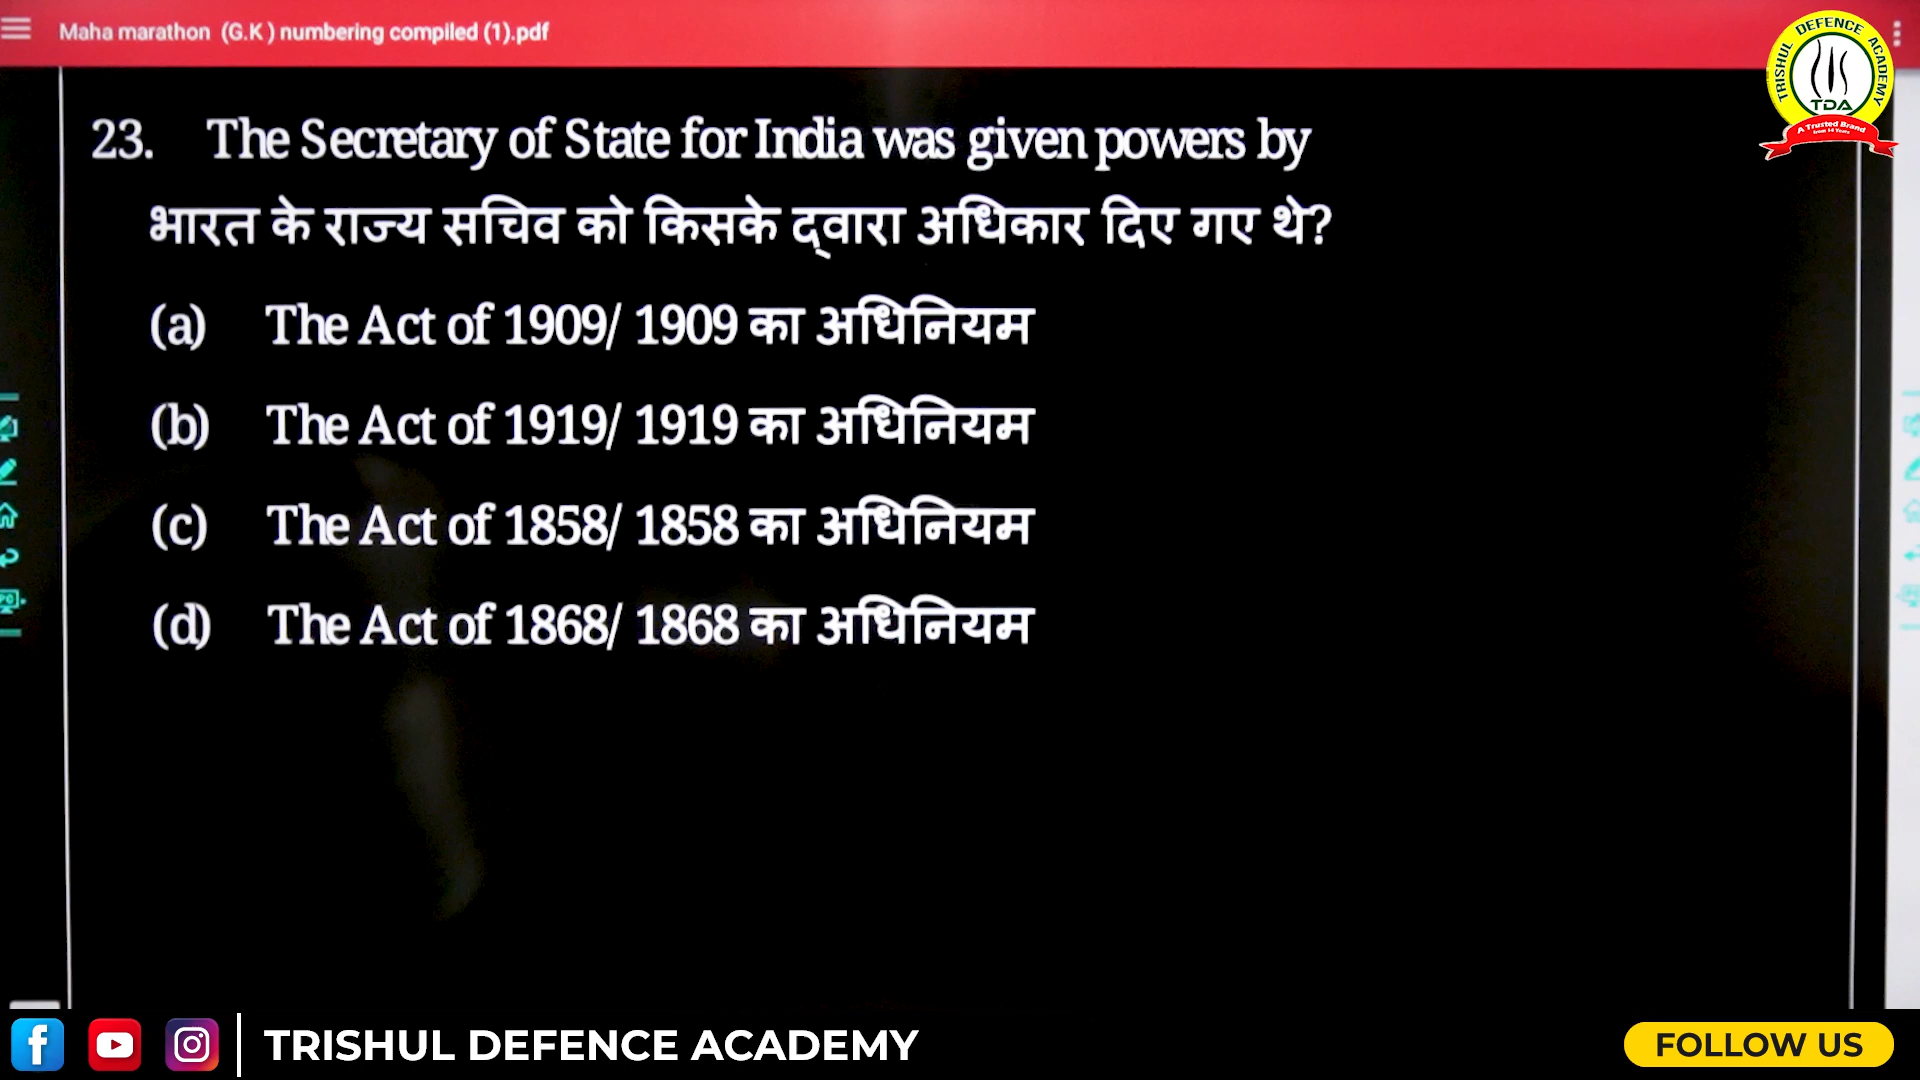 Maha marathon (G.K ) numbering compiled (1).pdf
TRISHUL DEFENCE ACADEMY
TDA
A Trusted Brand
from 14 Years
23. The Secretary of State for India was given powers by
भारत के राज्य सचिव को किसके द्वारा अधिकार दिए गए थे?
(a) The Act of 1909/ 1909 का अधिनियम
(b) The Act of 1919/ 1919 का अधिनियम
(c) The Act of 1858/ 1858 का अधिनियम
(d) The Act of 1868/ 1868 का अधिनियम
TRISHUL DEFENCE ACADEMY
FOLLOW US